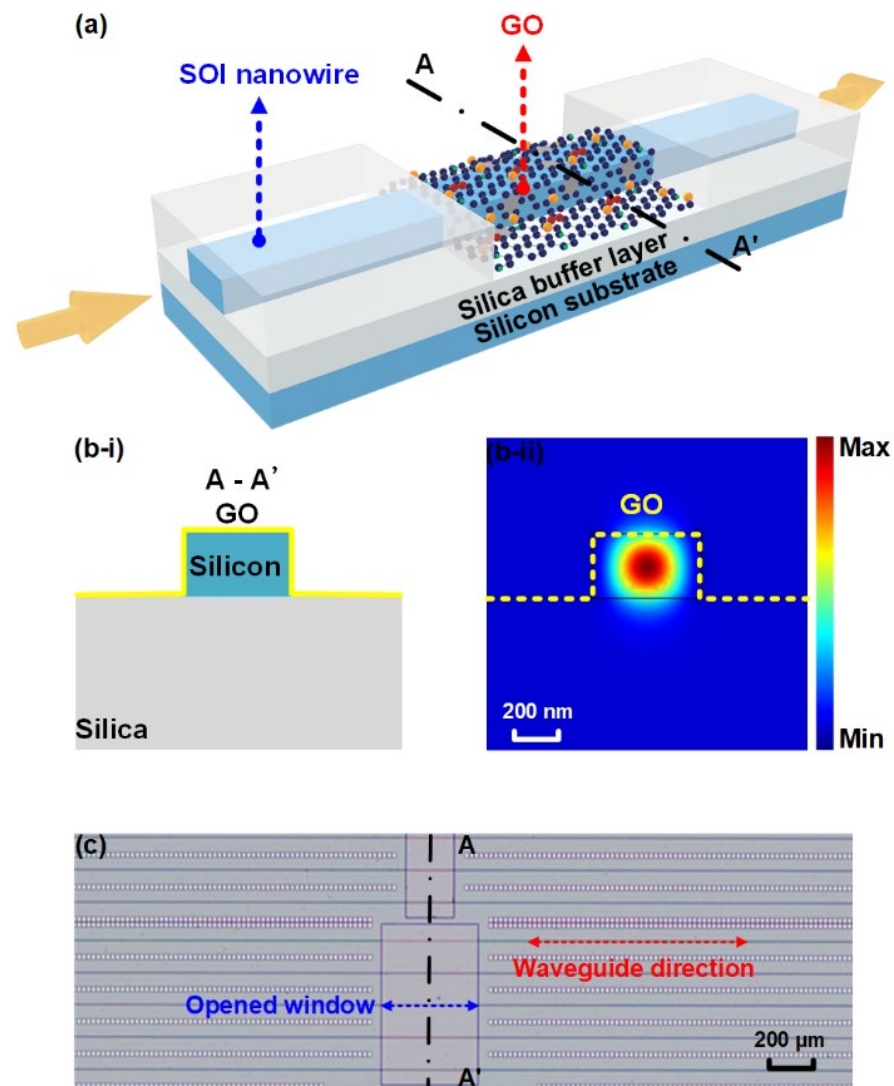 (a)
GO
SOI nanowire
A
A'
Silica buffer layer
Silicon substrate
(b-i)
A - A'
GO
Silicon
Silica
(b-ii)
GO
200 nm
Max
Min
(c)
A
Waveguide direction
Opened window
200 μm
A'